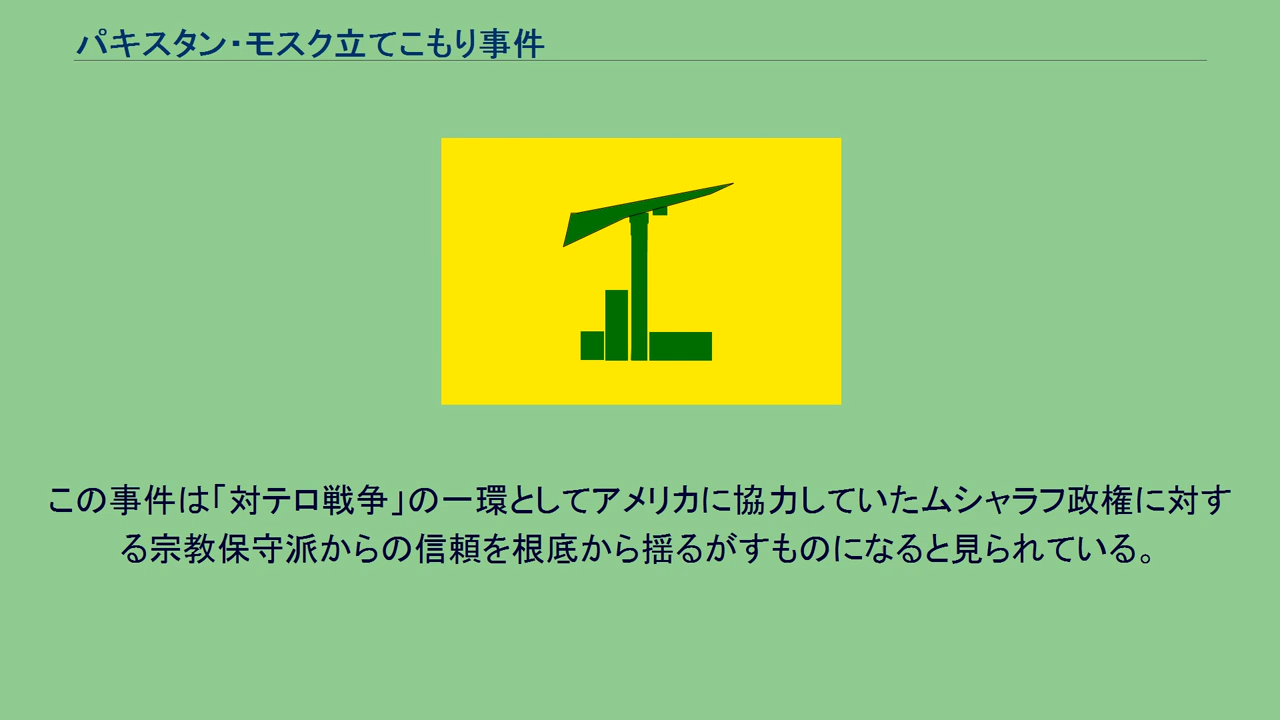 パキスタン・モスク立てこもり事件
この事件は「対テロ戦争」の一環としてアメリカに協力していたムシャラフ政権に対す
る宗教保守派からの信頼を根底から揺るがすものになると見られている。